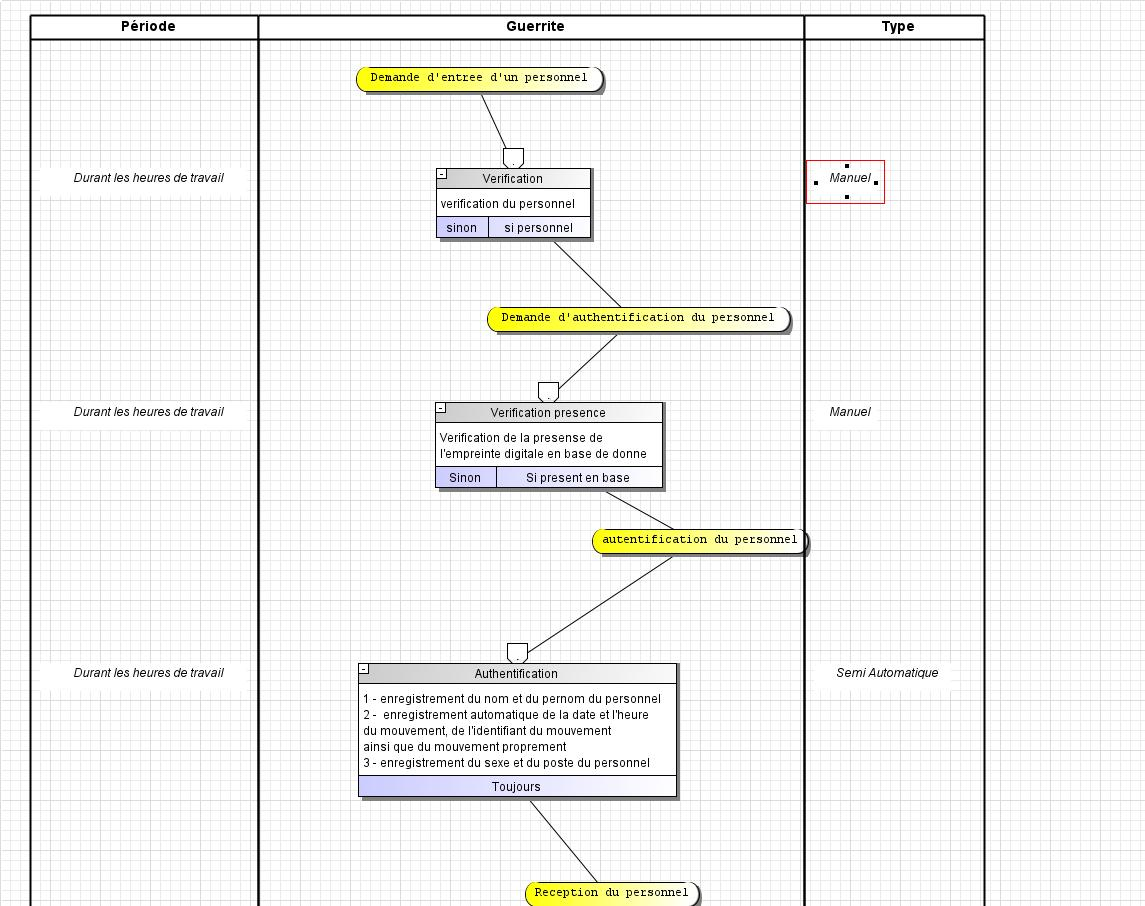 Période Guerrite Type
Demande d'entree d'un personnel
Durant les heures de travail
Verification
Manuel
verification du personnel
sinon si personnel
Demande d'authentification du personnel
Durant les heures de travail
Verification presence
Manuel
Verification de la presense de
l'empreinte digitale en base de donne
Sinon Si present en base
autentification du personnel
Durant les heures de travail
Authentification
Semi Automatique
1 - enregistrement du nom et du pernom du personnel
2 - enregistrement automatique de la date et l'heure
du mouvement, de l'identifiant du mouvement
ainsi que du mouvement proprement
3 - enregistrement du sexe et du poste du personnel
Toujours
Reception du personnel